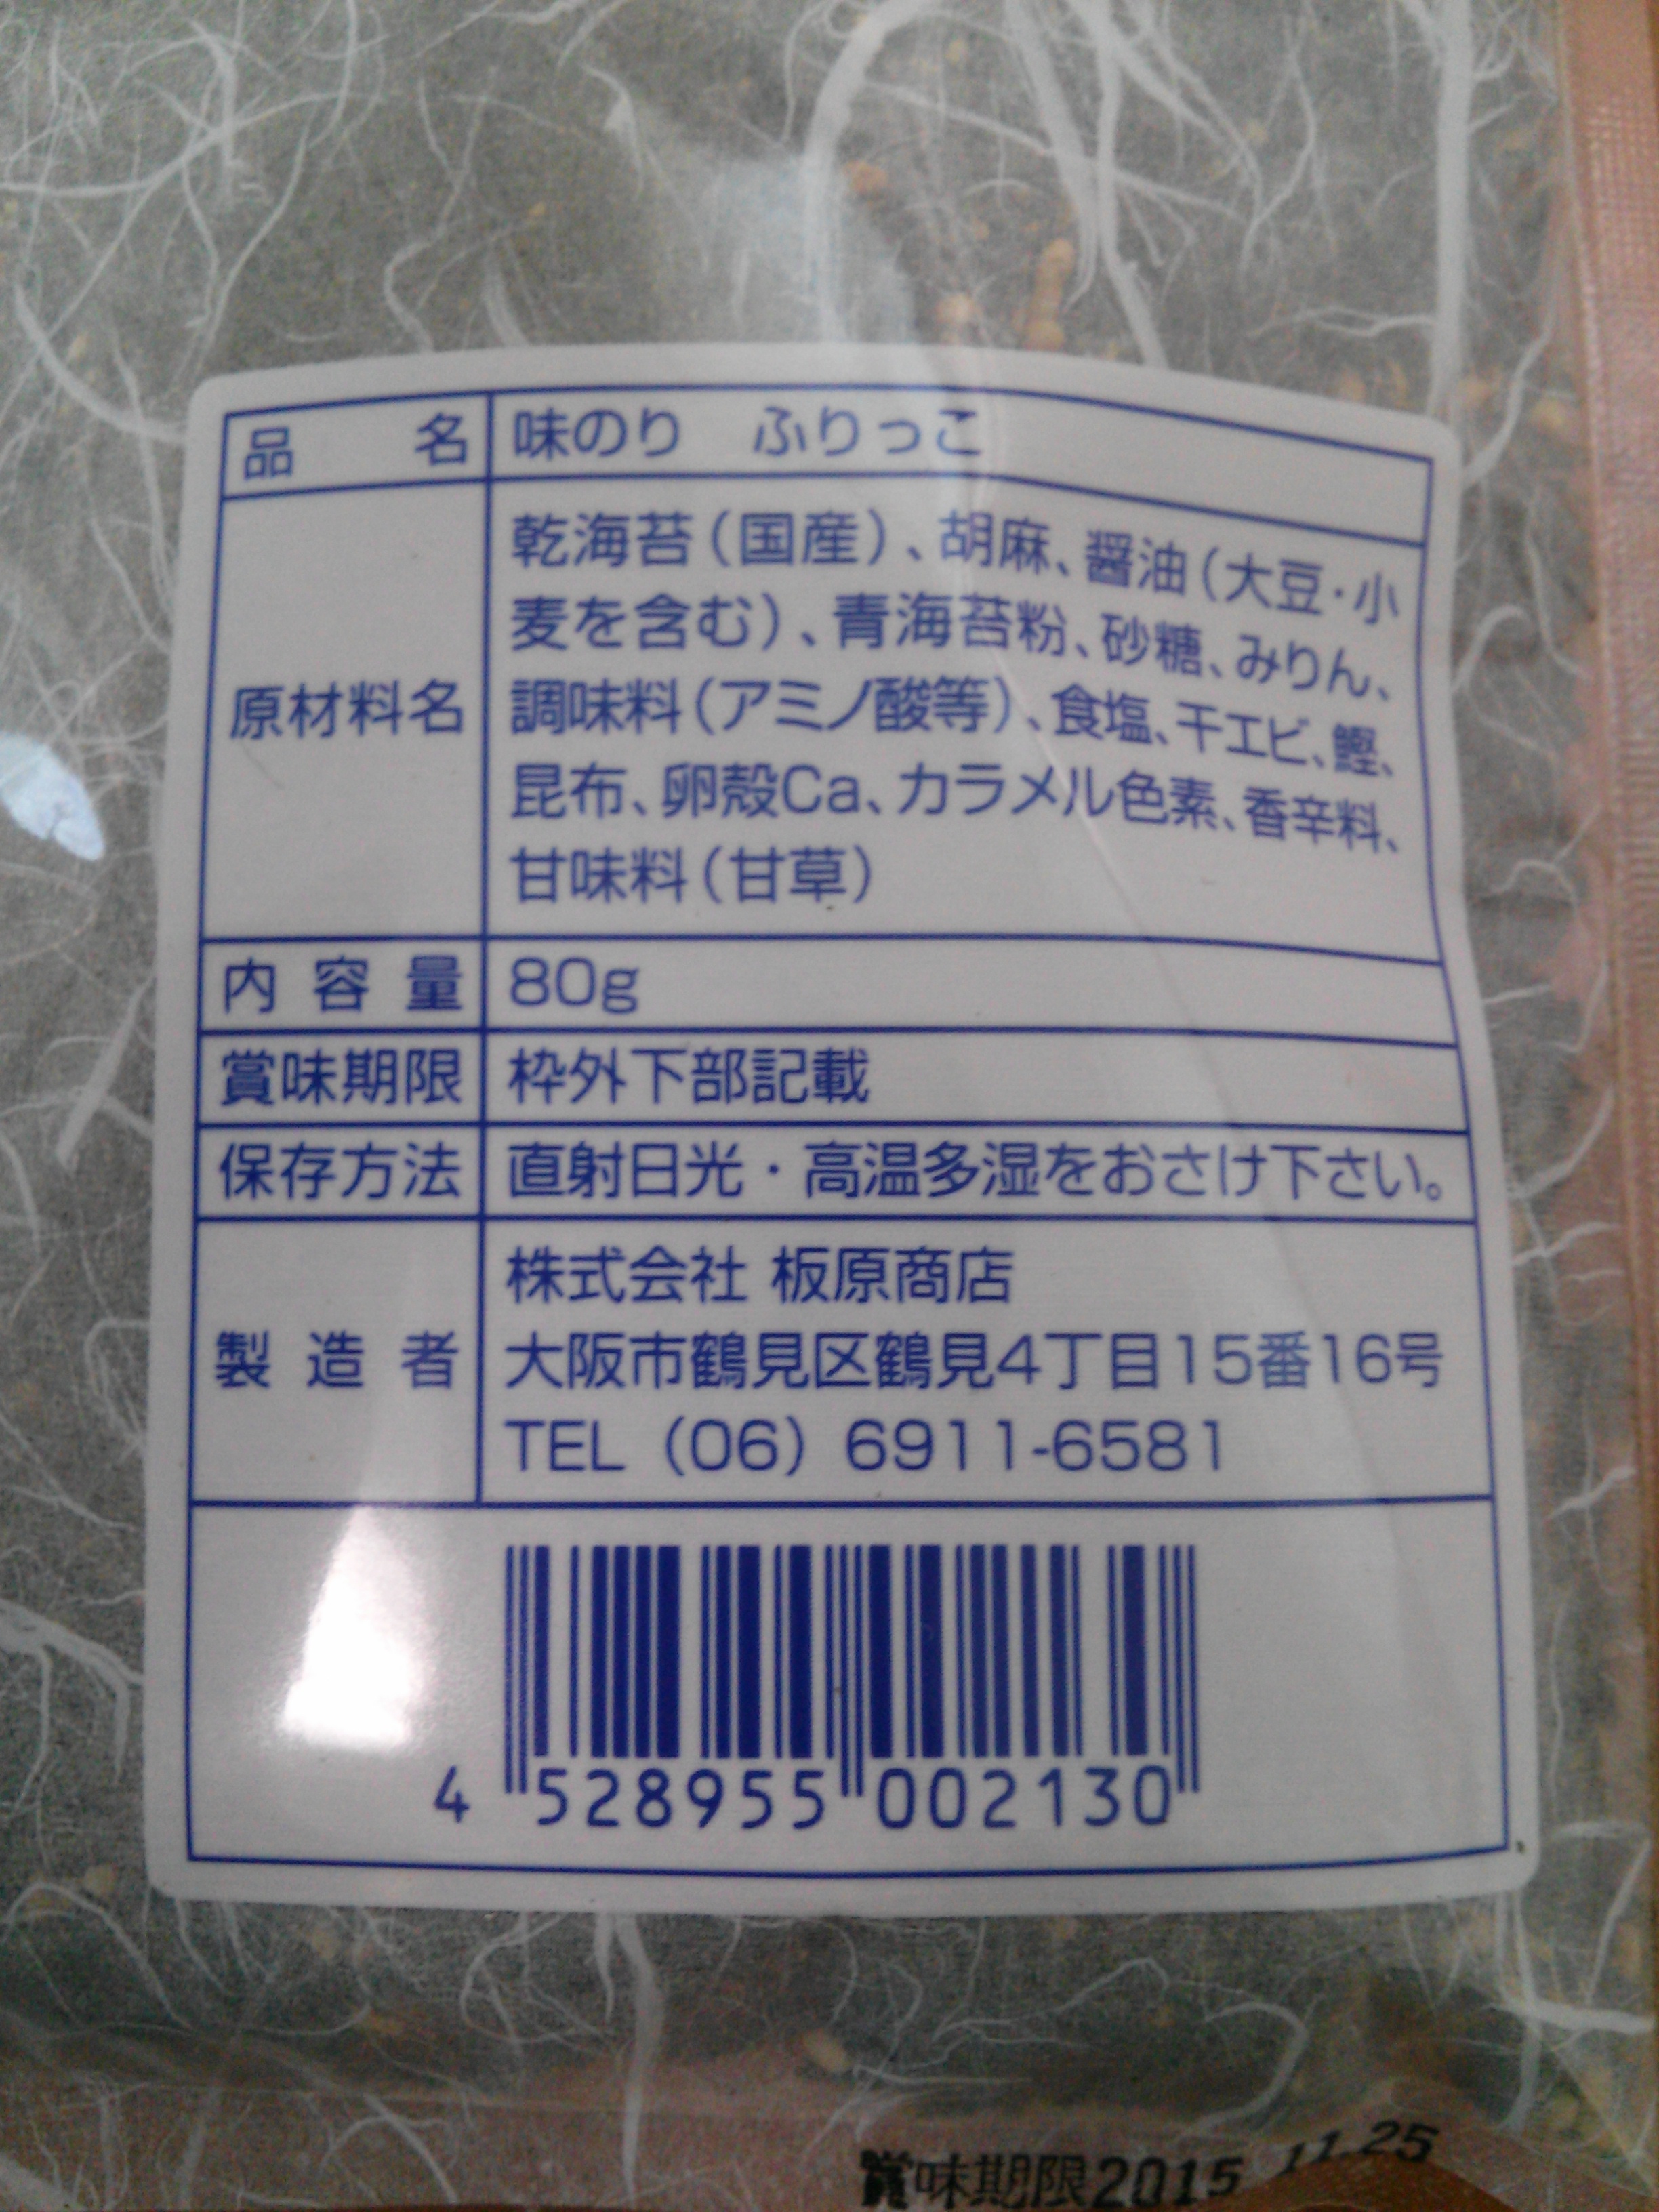 品名 味のり ふりっこ
原材料名
乾海苔(国産)、胡麻、醤油(大豆・小
麦を含む)、青海苔粉、砂糖、みりん、
調味料(アミノ酸等)、食塩、干エビ、鰹、
昆布、卵殻Ca、カラメル色素、香辛料、
甘味料(甘草)
内容量 80g
賞味期限 枠外下部記載
保存方法 直射日光・高温多湿をおさけ下さい。
製造者
株式会社 板原商店
大阪市鶴見区鶴見4丁目15番16号
TEL (06) 6911-6581
4 528955 002130
賞味期限2015 11.25